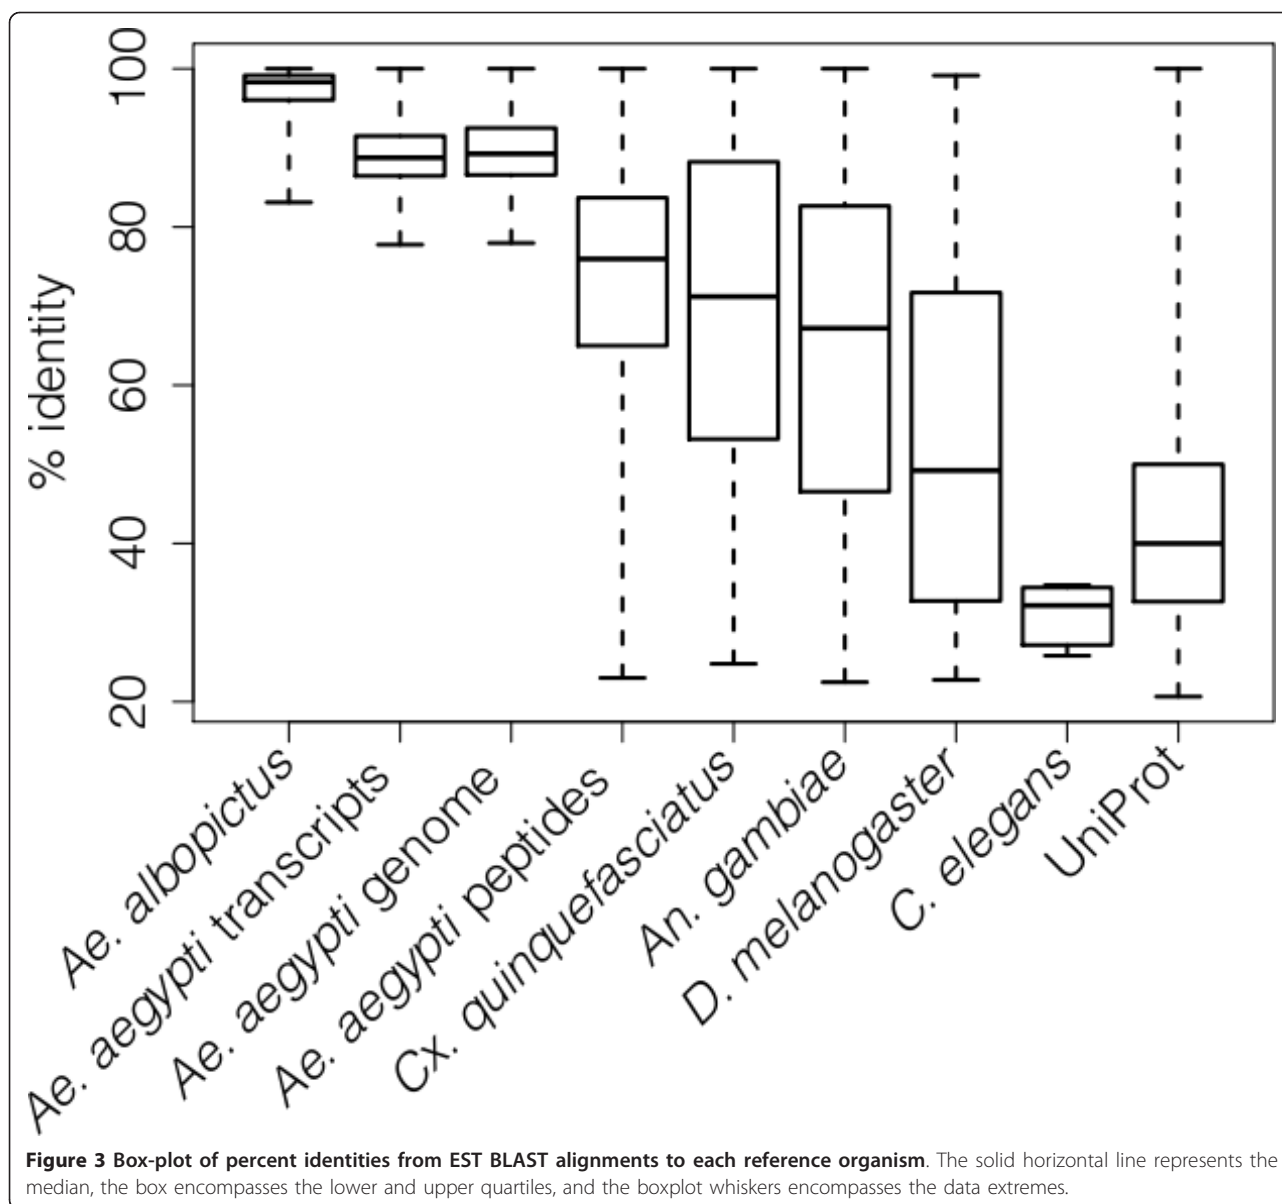 100
80
60
40
20
% identity
Ae. albopictus
Ae. aegypti transcripts
Ae. aegypti genome
Ae. aegypti peptides
Cx. quinquefasciatus
An. gambiae
D. melanogaster
C. elegans
UniProt
Figure 3 Box-plot of percent identities from EST BLAST alignments to each reference organism. The solid horizontal line represents the
median, the box encompasses the lower and upper quartiles, and the boxplot whiskers encompasses the data extremes.